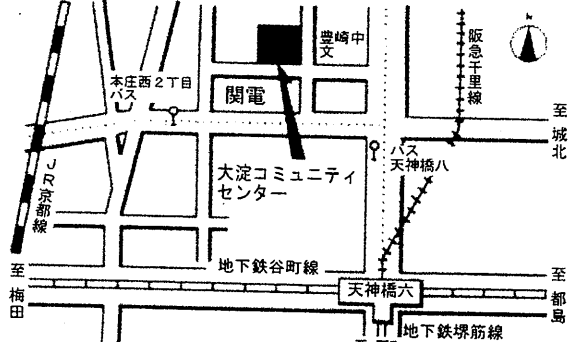 豊崎中
文
阪急千里線
本庄西2丁目
バス
関電
至城北
バス
天神橋八
大淀コミュニティ
センター
JR京都線
地下鉄谷町線
至梅田
天神橋六
至都島
地下鉄堺筋線